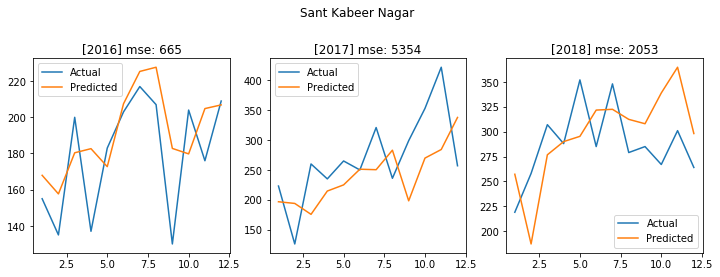 Sant Kabeer Nagar
[2016] mse: 665
Actual
Predicted
220
200
180
160
140
2.5 5.0 7.5 10.0 12.5
[2017] mse: 5354
Actual
Predicted
400
350
300
250
200
150
2.5 5.0 7.5 10.0 12.5
[2018] mse: 2053
350
325
300
275
250
225
200
Actual
Predicted
2.5 5.0 7.5 10.0 12.5